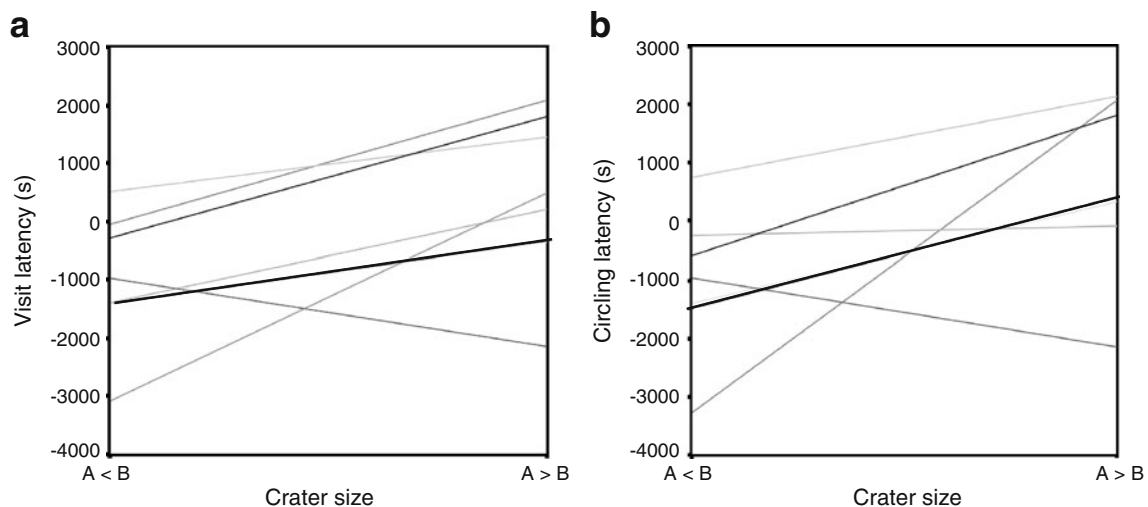 a
3000
2000
1000
0
-1000
-2000
-3000
-4000
Visit latency (s)
A < B
A > B
Crater size
b
3000
2000
1000
0
-1000
-2000
-3000
-4000
Circling latency (s)
A < B
A > B
Crater size